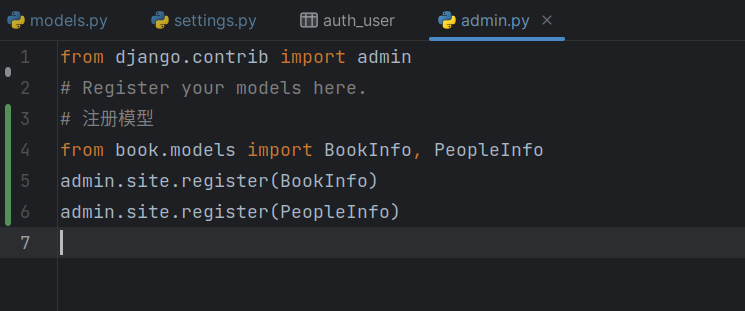 models.py settings.py auth_user admin.py
1 from django.contrib import admin
2 # Register your models here.
3 # 注册模型
4 from book.models import BookInfo, PeopleInfo
5 admin.site.register(BookInfo)
6 admin.site.register(PeopleInfo)
7